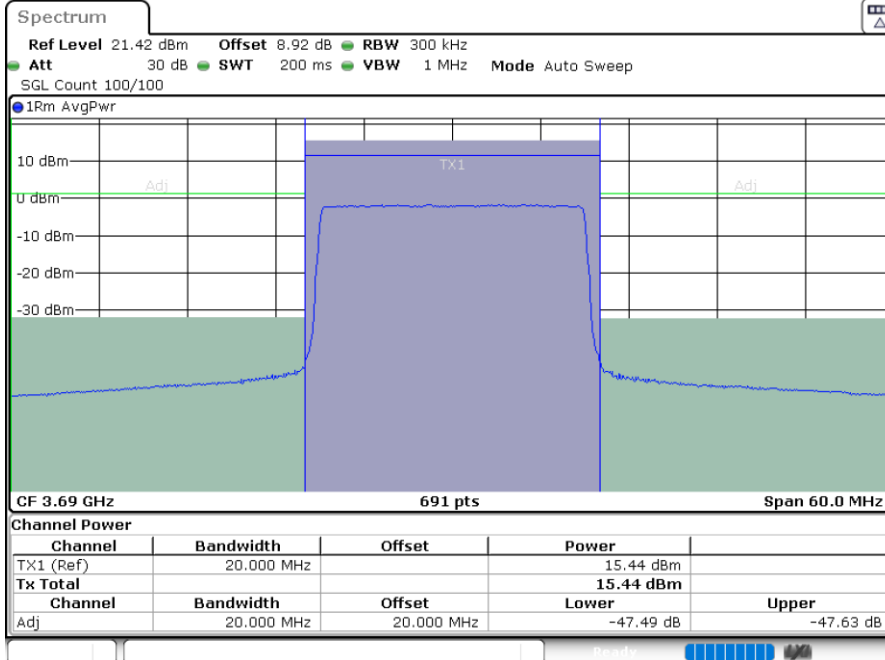 Spectrum
Ref Level 21.42 dBm Offset 8.92 dB RBW 300 kHz
Att 30 dB SWT 200 ms VBW 1 MHz Mode Auto Sweep
SGL Count 100/100
1Rm AvgPwr
10 dBm
TX1
Adj Adj
0 dBm
-10 dBm
-20 dBm
-30 dBm
CF 3.69 GHz 691 pts Span 60.0 MHz
Channel Power
Channel Bandwidth Offset Power
TX1 (Ref) 20.000 MHz 15.44 dBm
Tx Total 15.44 dBm
Channel Bandwidth Offset Lower Upper
Adj 20.000 MHz 20.000 MHz -47.49 dB -47.63 dB
Ready